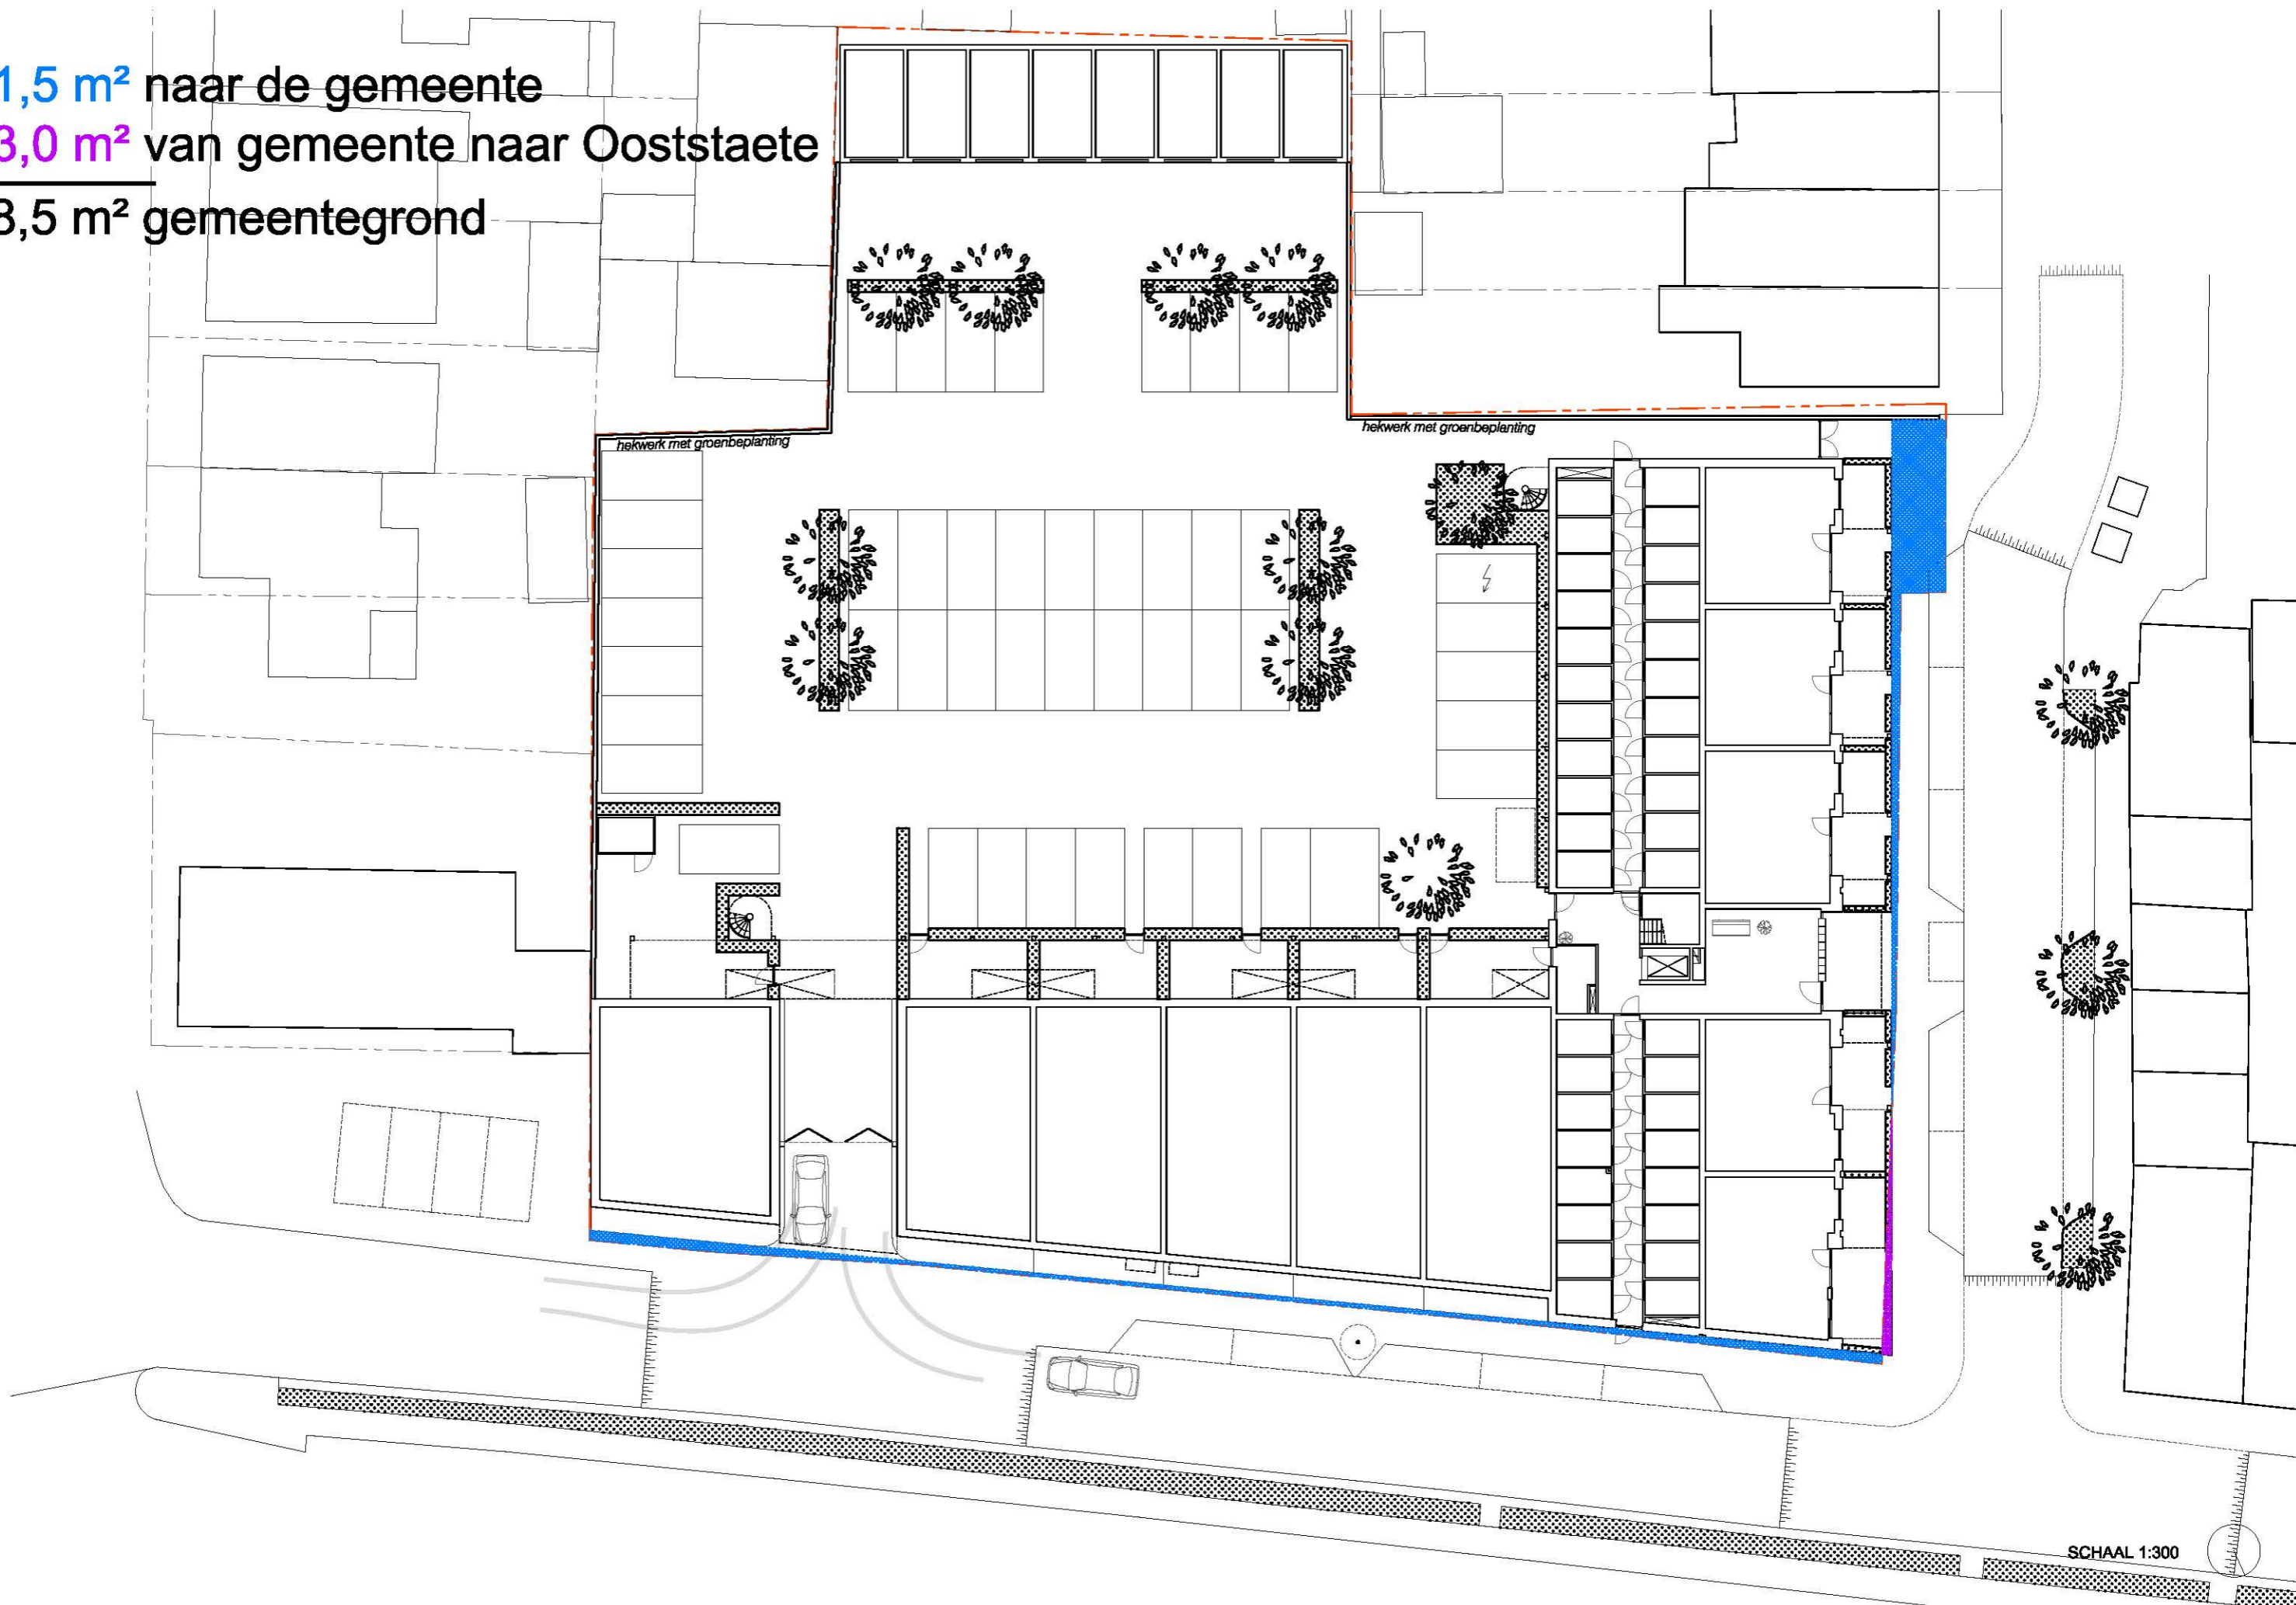 1,5 m² naar de gemeente
3,0 m² van gemeente naar Ooststaete
8,5 m² gemeentegrond
hekwerk met groenbeplanting
hekwerk met groenbeplanting
SCHAAL 1:300